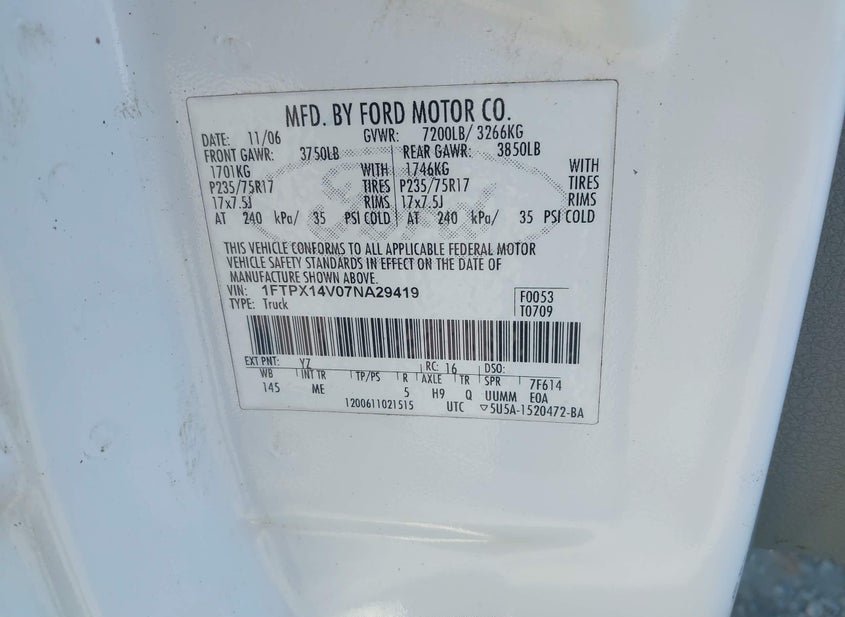 MFD. BY FORD MOTOR CO.
DATE: 11/06 GVWR: 7200LB/ 3266KG
FRONT GAWR: 3750LB REAR GAWR: 3850LB
1701KG WITH 1746KG WITH
P235/75R17 TIRES P235/75R17 TIRES
17x7.5J RIMS 17x7.5J RIMS
AT 240 kPa/ 35 PSI COLD AT 240 kPa/ 35 PSI COLD
THIS VEHICLE CONFORMS TO ALL APPLICABLE FEDERAL MOTOR
VEHICLE SAFETY STANDARDS IN EFFECT ON THE DATE OF
MANUFACTURE SHOWN ABOVE.
VIN: 1FTPX14V07NA29419
TYPE: Truck
F0053
T0709
EXT PNT: YZ RC: 16 DSO:
WB INT TR TP/PS R AXLE TR SPR 7F614
145 ME 5 H9 Q UUMM E0A
1200611021515 UTC ▽5U5A-1520472-BA